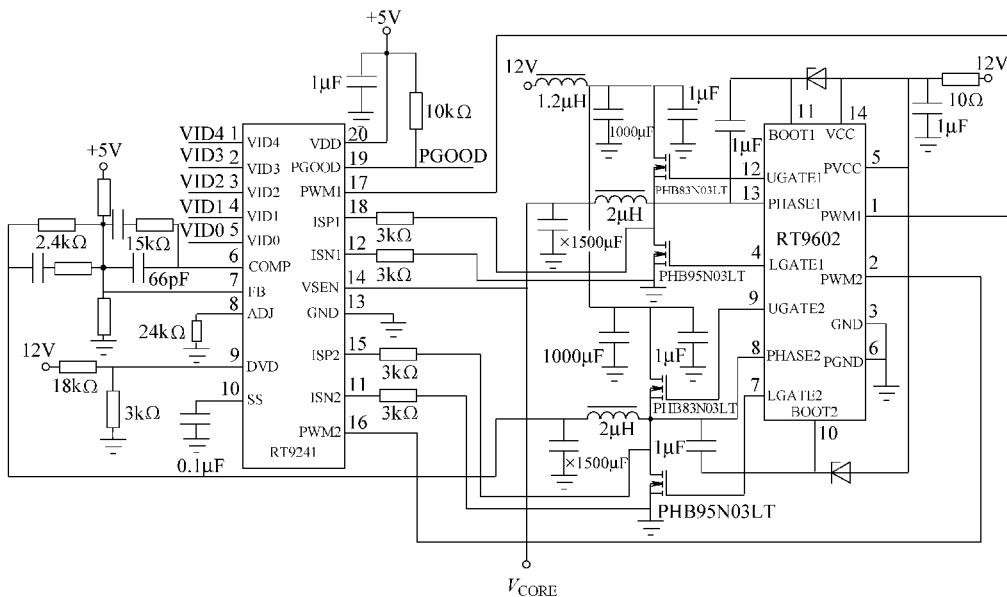 +5V
1μF
10kΩ
VID4 1
VID3 2
VID2 3
VID1 4
VID0 5
6
7
8
9
10
VID4
VID3
VID2
VID1
VID0
COMP
FB
ADJ
DVD
SS
RT9241
VDD
PGOOD
PWM1
ISP1
ISN1
VSEN
GND
ISP2
ISN2
PWM2
20
19
17
18
12
14
13
15
11
16
PGOOD
3kΩ
3kΩ
3kΩ
3kΩ
+5V
2.4kΩ
15kΩ
66pF
24kΩ
12V
18kΩ
3kΩ
0.1μF
12V
1.2μH
1000μF
1μF
1μF
PHB83N03LT
2μH
×1500μF
PHB95N03LT
1000μF
1μF
PHB83N03LT
2μH
×1500μF
1μF
PHB95N03LT
VCORE
11
14
BOOT1
VCC
12
UGATE1
13
PHASE1
4
LGATE1
9
UGATE2
8
PHASE2
7
LGATE2
BOOT2
10
RT9602
PVCC
5
PWM1
1
PWM2
2
GND
3
PGND
6
12V
10Ω
1μF